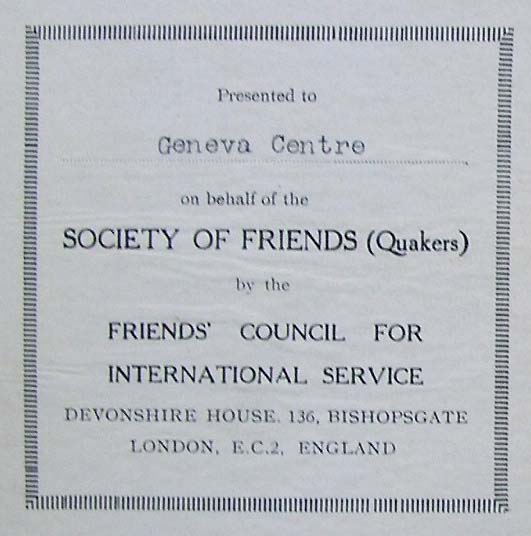 Presented to
Geneva Centre
on behalf of the
SOCIETY OF FRIENDS (Quakers)
by the
FRIENDS' COUNCIL FOR
INTERNATIONAL SERVICE
DEVONSHIRE HOUSE. 136, BISHOPSGATE
LONDON, E.C.2, ENGLAND